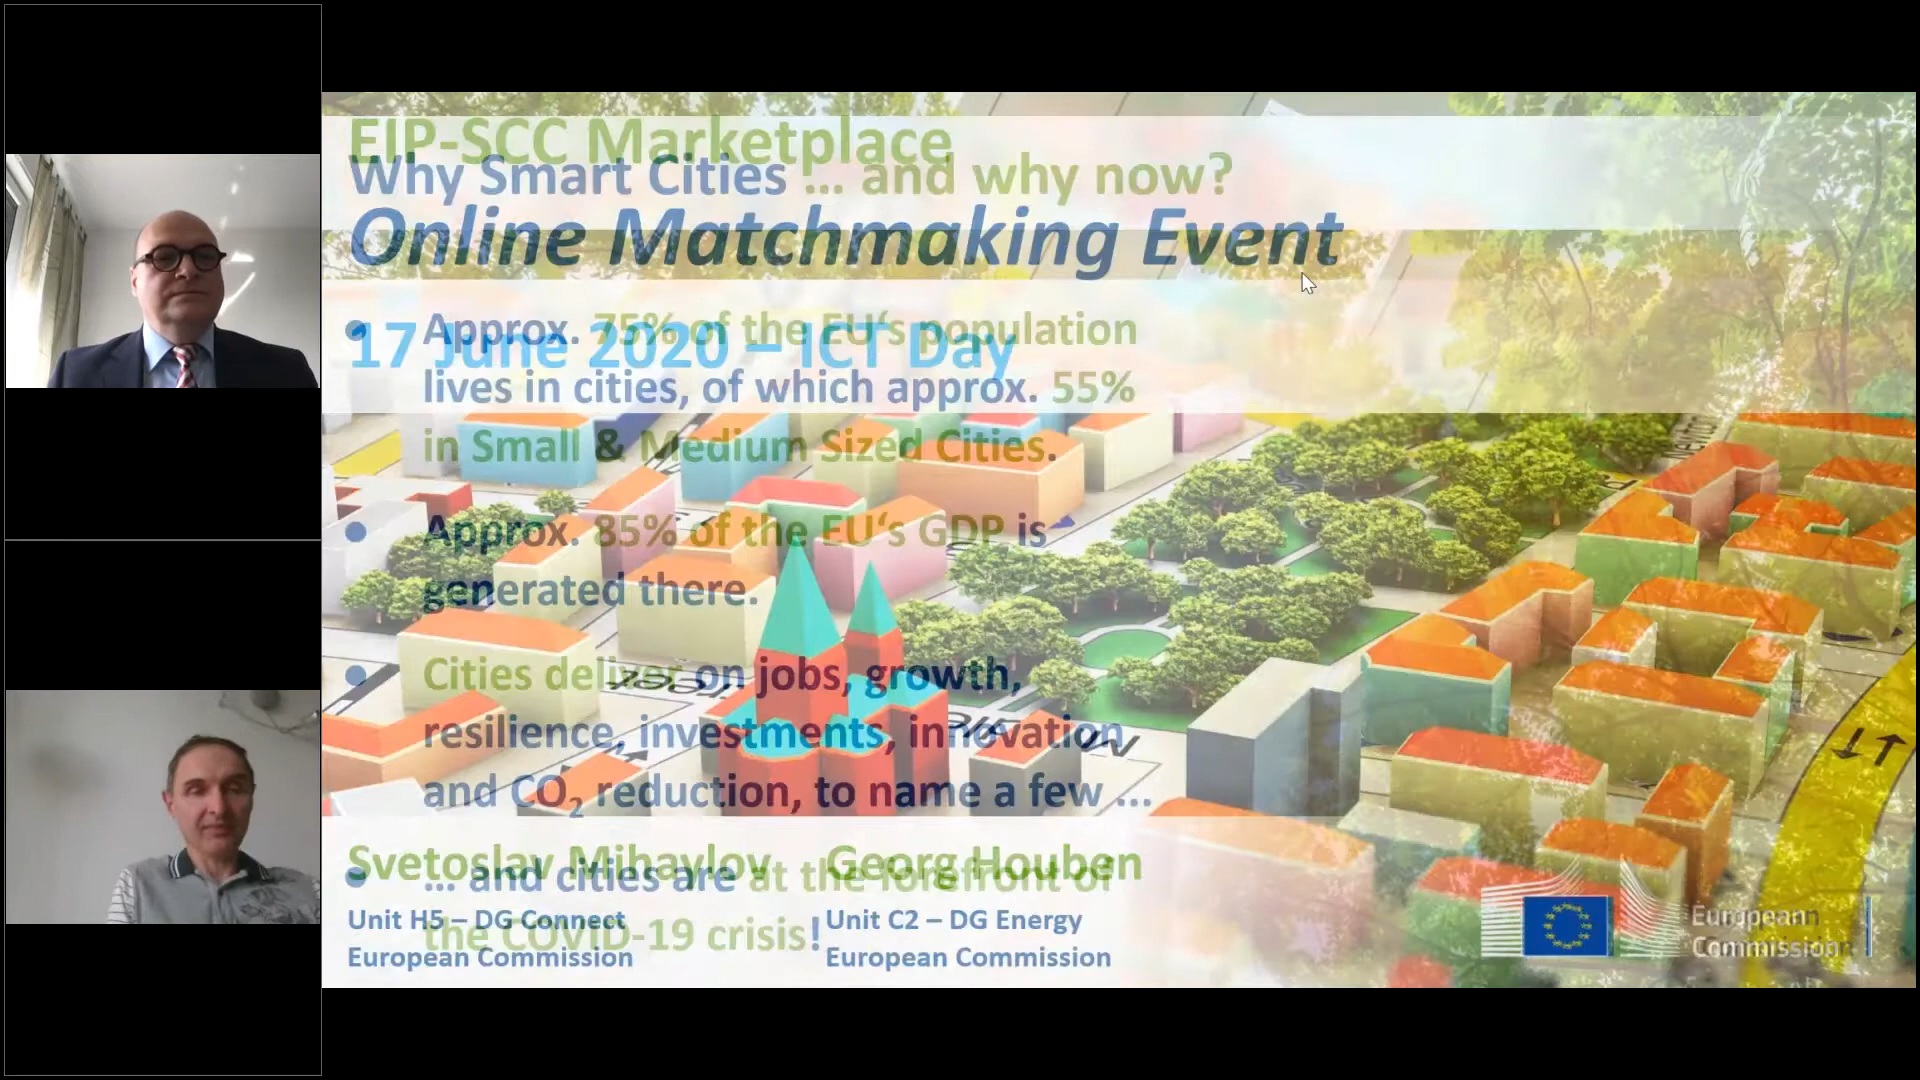 EIP-SCC Marketplace
Why Smart Cities ... and why now?
Online Matchmaking Event
17 June 2020 – ICT Day
• Approx. 75% of the EU‘s population
lives in cities, of which approx. 55%
in Small & Medium Sized Cities.
• Approx. 85% of the EU‘s GDP is
generated there.
• Cities deliver on jobs, growth,
resilience, investments, innovation
and CO₂ reduction, to name a few ...
• ... and cities are at the forefront of
the COVID-19 crisis!
Svetoslav Mihaylov
Unit H5 – DG Connect
European Commission
Georg Houben
Unit C2 – DG Energy
European Commission
European
Commission